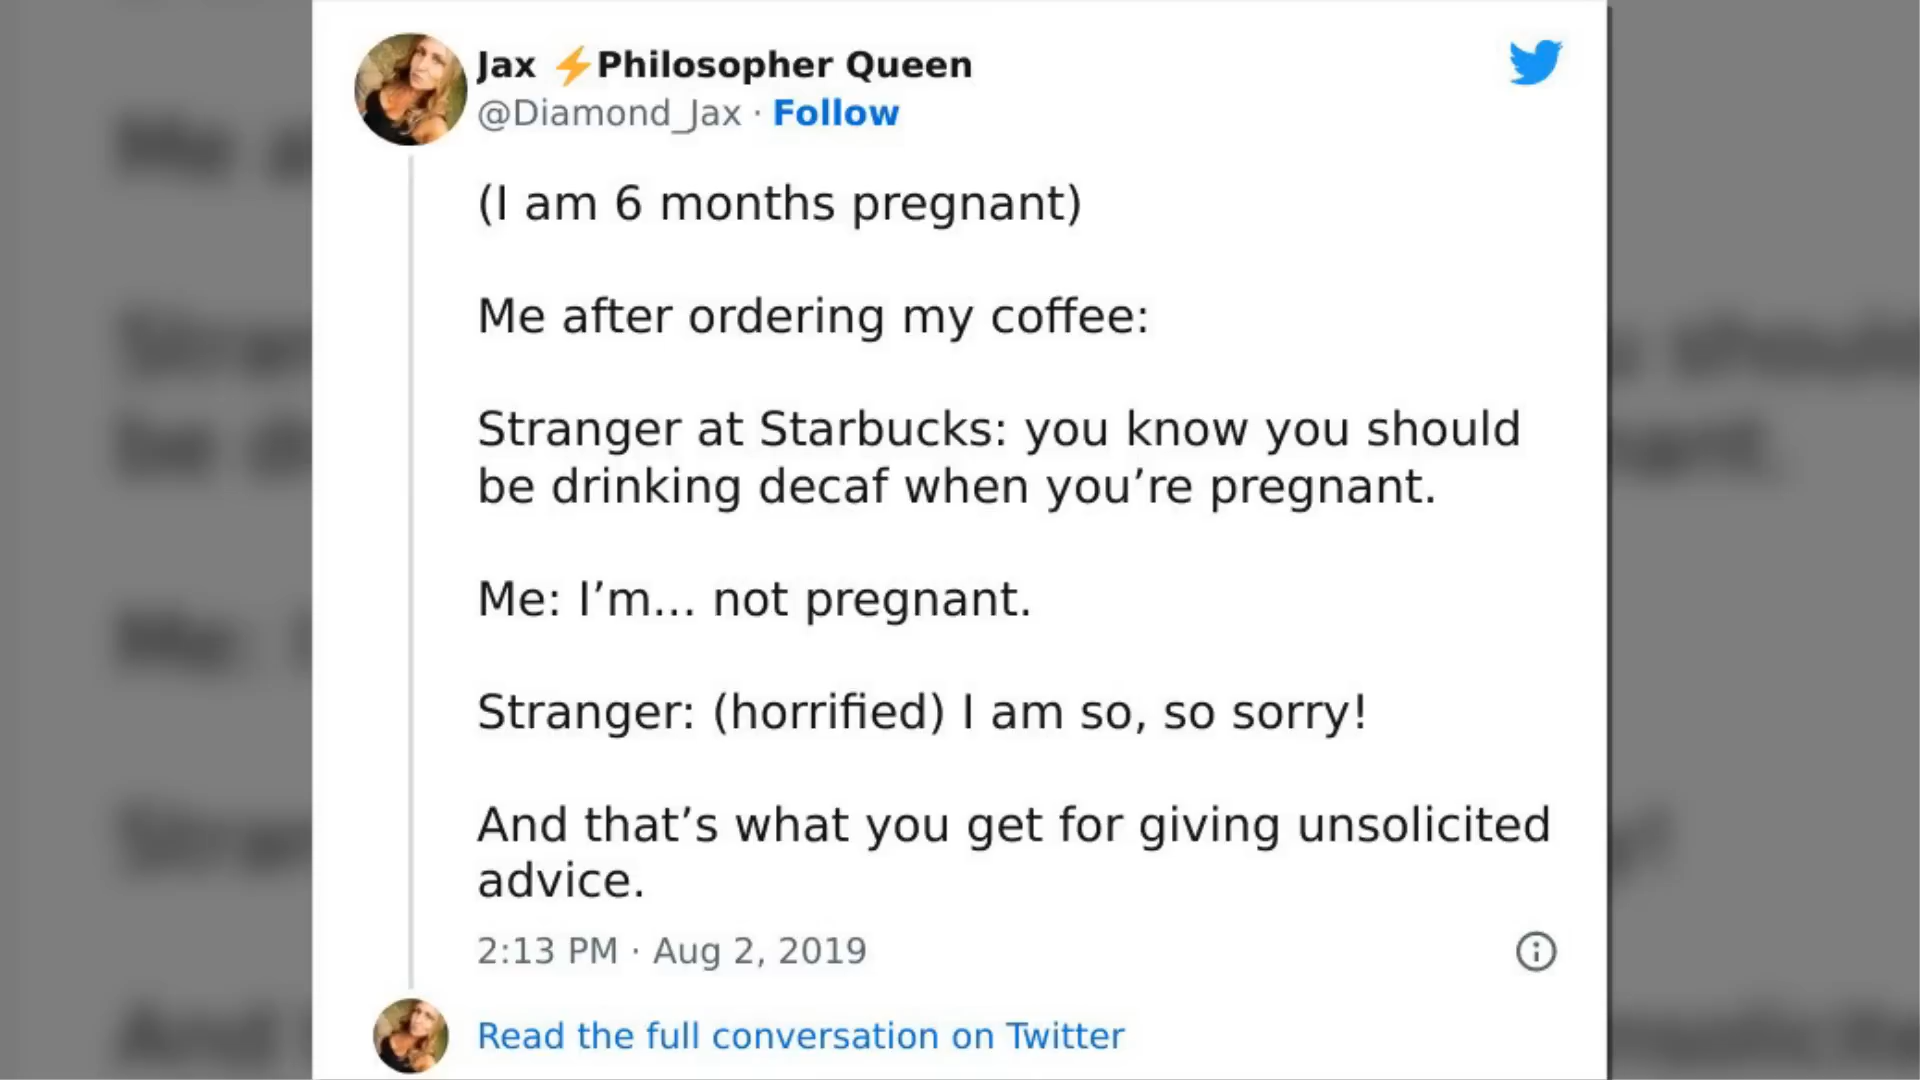 Jax ⚡Philosopher Queen
@Diamond_Jax · Follow
(I am 6 months pregnant)
Me after ordering my coffee:
Stranger at Starbucks: you know you should
be drinking decaf when you’re pregnant.
Me: I’m... not pregnant.
Stranger: (horrified) I am so, so sorry!
And that’s what you get for giving unsolicited
advice.
2:13 PM · Aug 2, 2019
Read the full conversation on Twitter